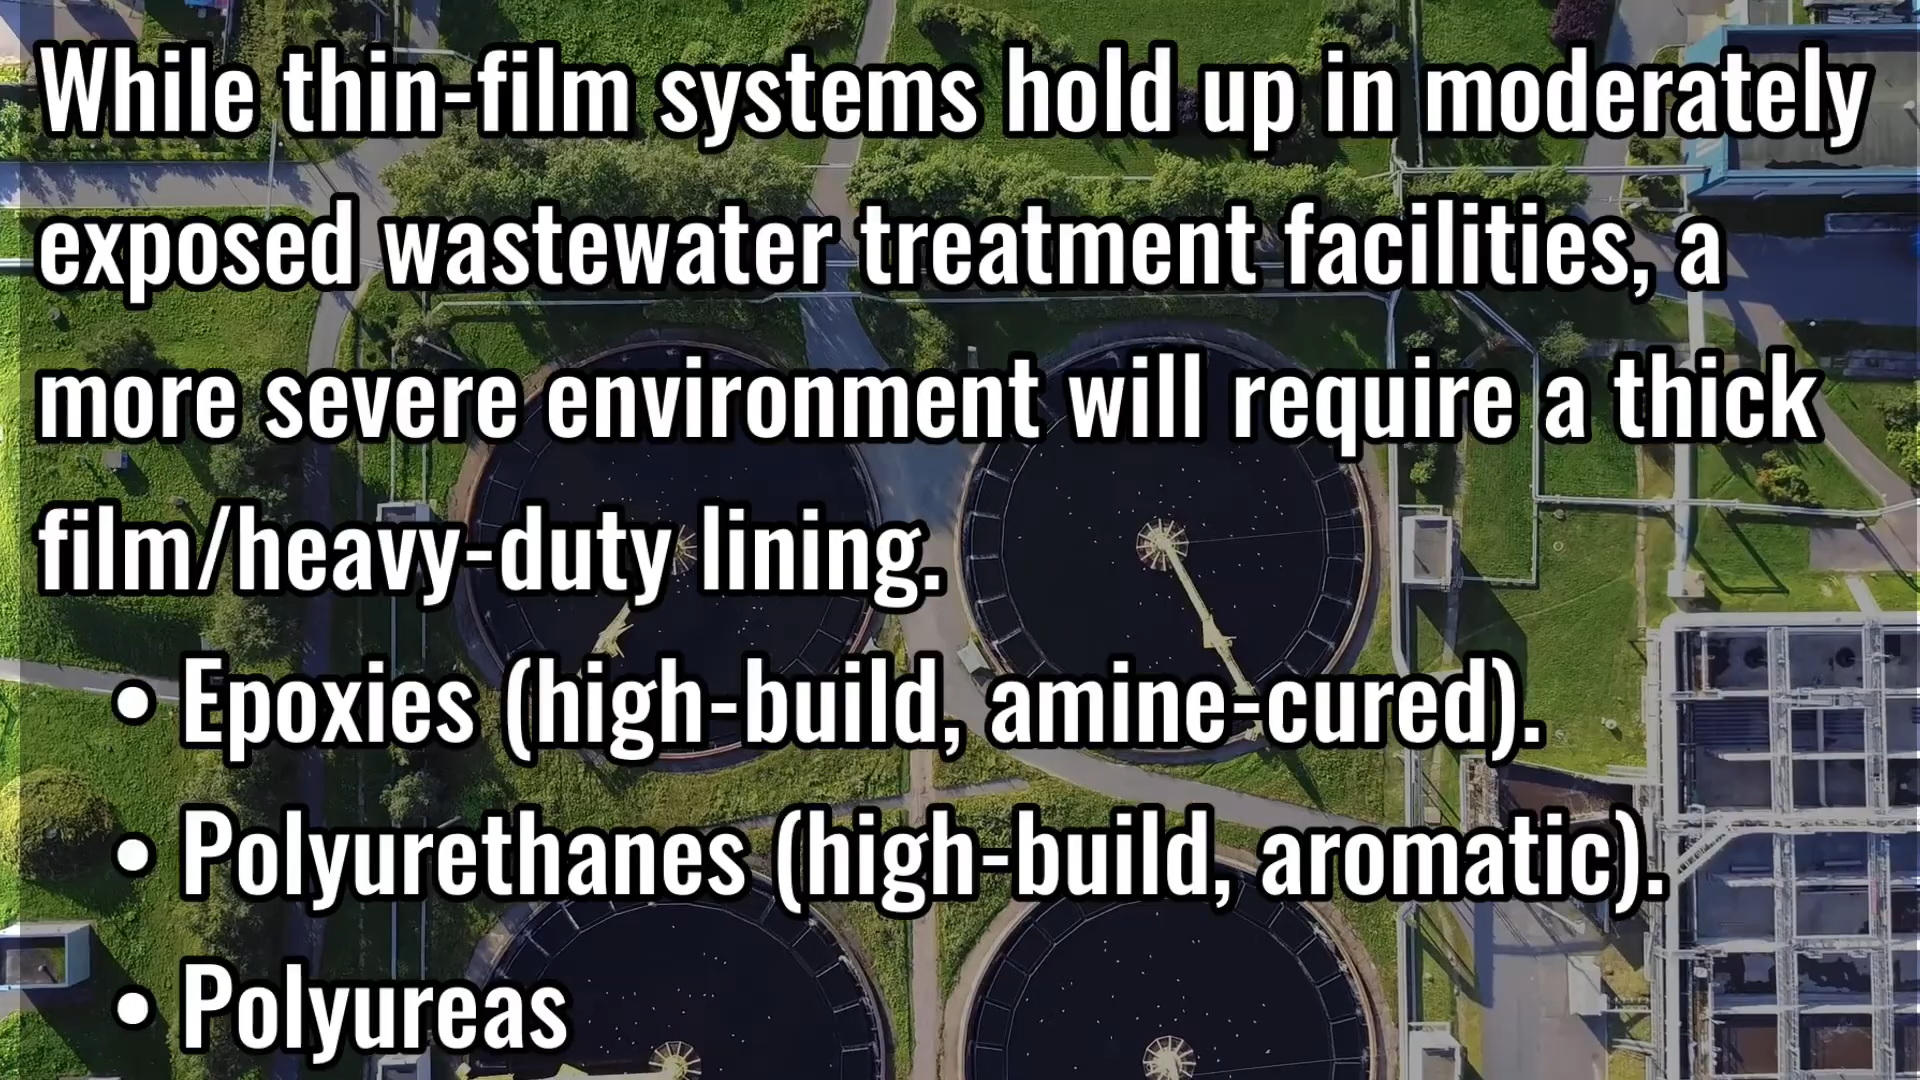 While thin-film systems hold up in moderately
exposed wastewater treatment facilities, a
more severe environment will require a thick
film/heavy-duty lining.
• Epoxies (high-build, amine-cured).
• Polyurethanes (high-build, aromatic).
• Polyureas